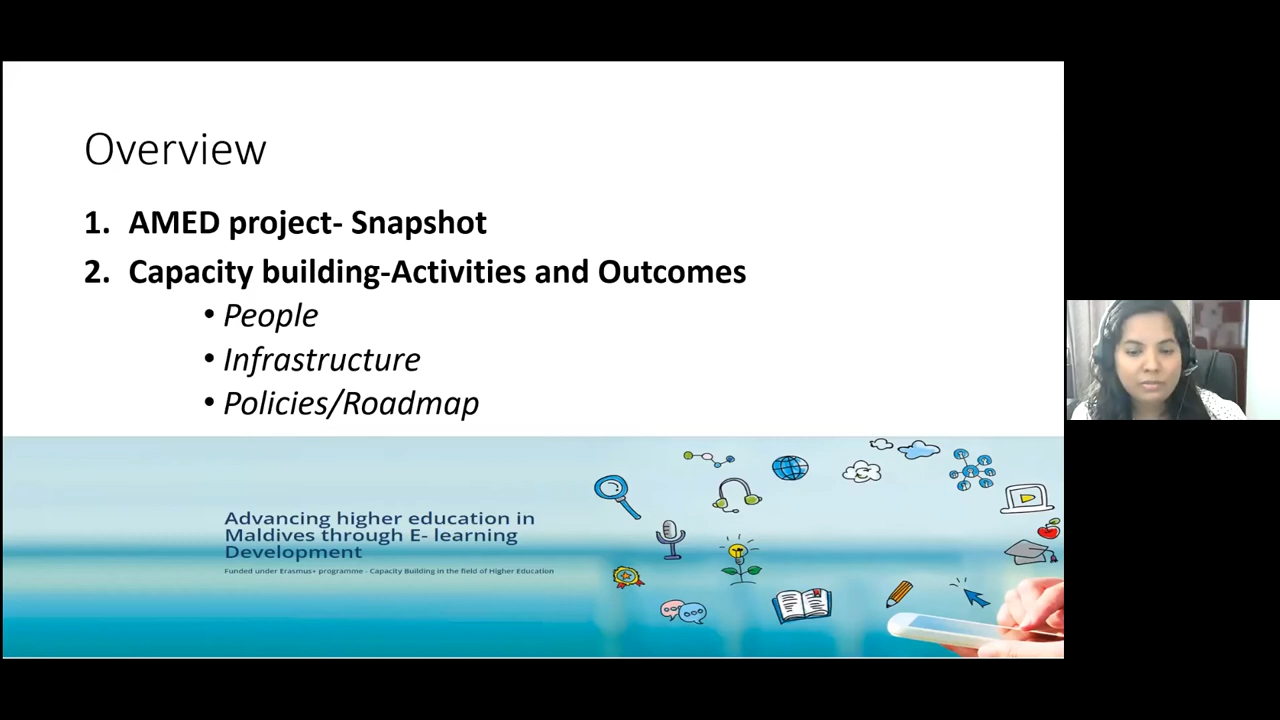 Overview
1. AMED project- Snapshot
2. Capacity building-Activities and Outcomes
• People
• Infrastructure
• Policies/Roadmap
Advancing higher education in
Maldives through E- learning
Development
Funded under Erasmus+ programme - Capacity Building in the field of Higher Education